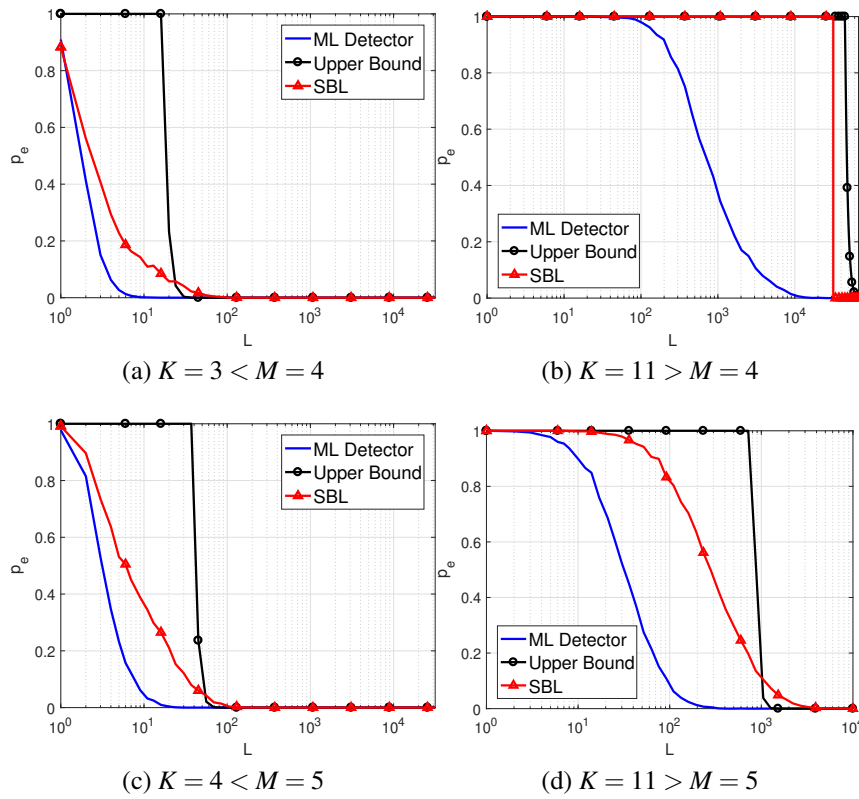 1
0.8
0.6
0.4
0.2
0
p_e
10^0 10^1 10^2 10^3 10^4
L
ML Detector
Upper Bound
SBL
(a) K = 3 < M = 4
1
0.8
0.6
0.4
0.2
0
p_e
10^0 10^1 10^2 10^3 10^4
L
ML Detector
Upper Bound
SBL
(b) K = 11 > M = 4
1
0.8
0.6
0.4
0.2
0
p_e
10^0 10^1 10^2 10^3 10^4
L
ML Detector
Upper Bound
SBL
(c) K = 4 < M = 5
1
0.8
0.6
0.4
0.2
0
p_e
10^0 10^1 10^2 10^3 10^4
L
ML Detector
Upper Bound
SBL
(d) K = 11 > M = 5